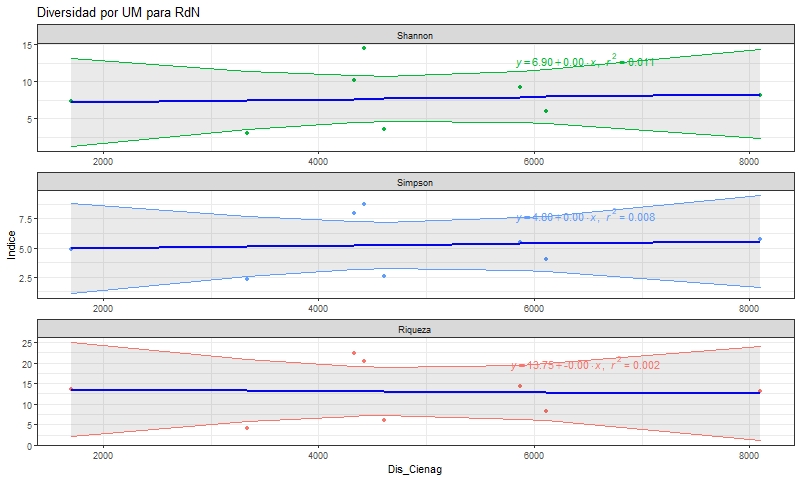 Diversidad por UM para RdN
Shannon
y = 6.90 + 0.00 · x, r² = 0.011
15
10
5
2000 4000 6000 8000
Simpson
y = 4.80 + 0.00 · x, r² = 0.008
7.5
5.0
2.5
2000 4000 6000 8000
Indice
Riqueza
y = 13.75 + -0.00 · x, r² = 0.002
25
20
15
10
5
0
2000 4000 6000 8000
Dis_Cienag